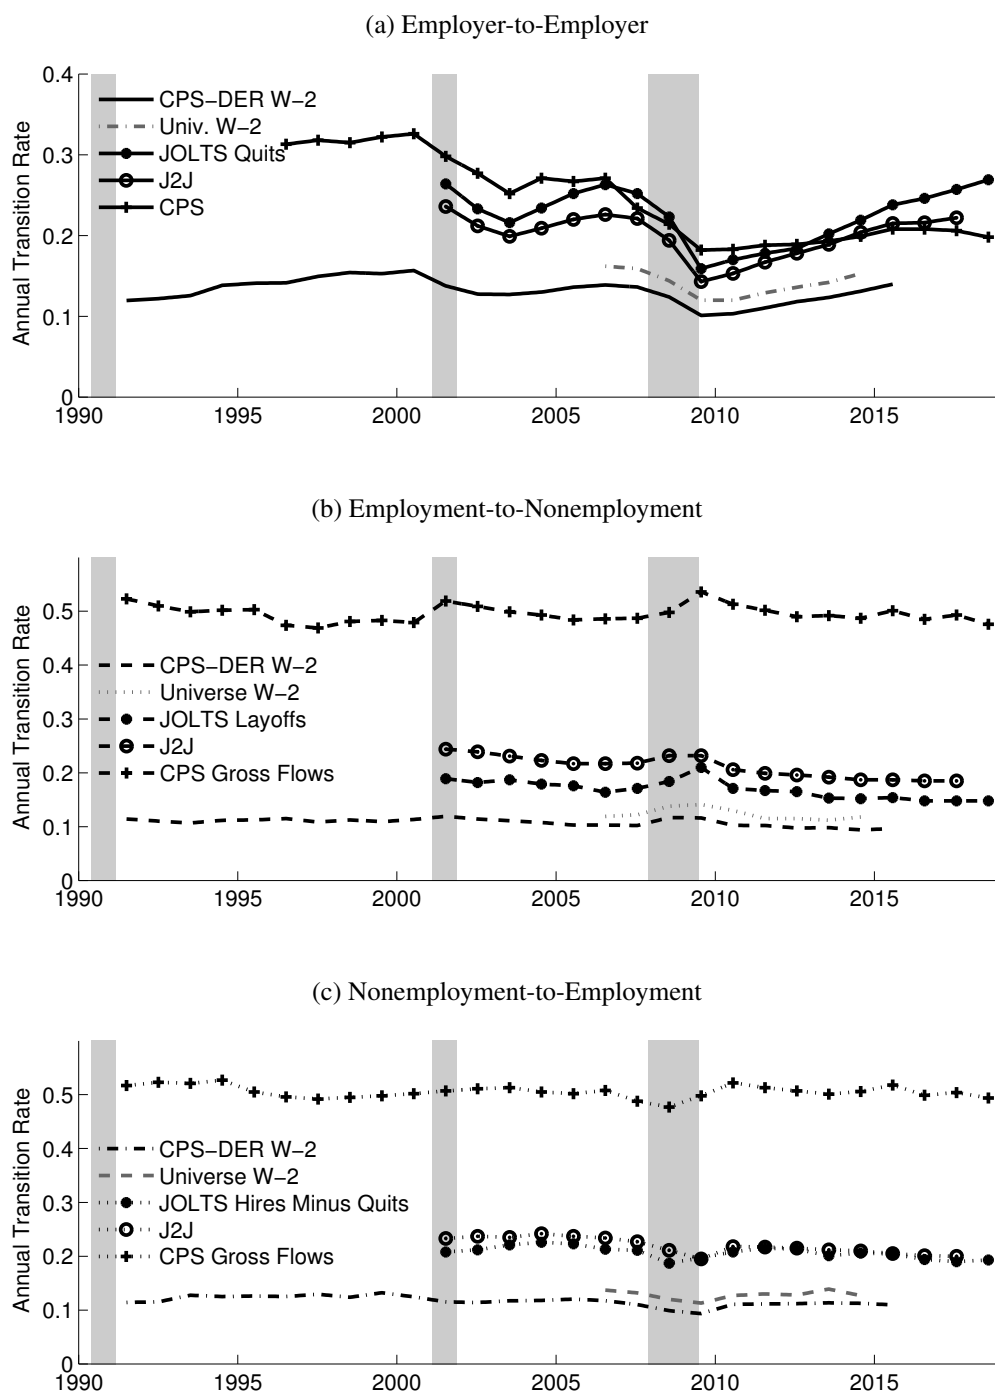 (a) Employer-to-Employer
0.4
0.3
0.2
0.1
0
Annual Transition Rate
CPS−DER W−2
Univ. W−2
JOLTS Quits
J2J
CPS
1990 1995 2000 2005 2010 2015
(b) Employment-to-Nonemployment
0.5
0.4
0.3
0.2
0.1
0
Annual Transition Rate
CPS−DER W−2
Universe W−2
JOLTS Layoffs
J2J
CPS Gross Flows
1990 1995 2000 2005 2010 2015
(c) Nonemployment-to-Employment
0.5
0.4
0.3
0.2
0.1
0
Annual Transition Rate
CPS−DER W−2
Universe W−2
JOLTS Hires Minus Quits
J2J
CPS Gross Flows
1990 1995 2000 2005 2010 2015